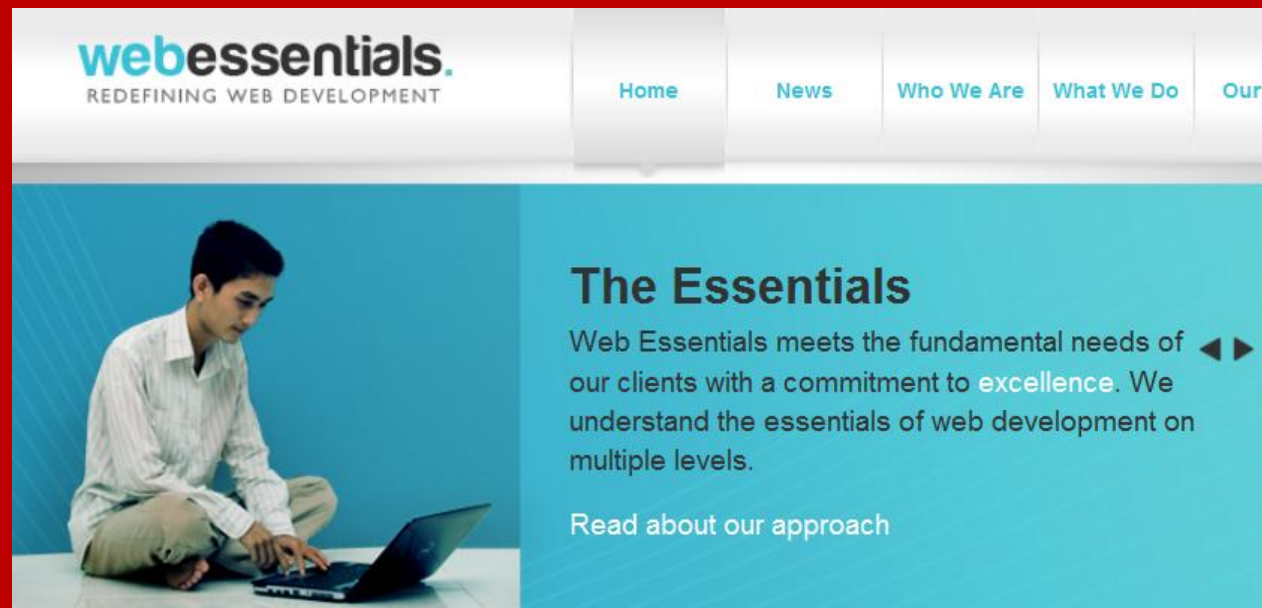 webessentials.
REDEFINING WEB DEVELOPMENT
Home News Who We Are What We Do Our
The Essentials
Web Essentials meets the fundamental needs of
our clients with a commitment to excellence. We
understand the essentials of web development on
multiple levels.
Read about our approach